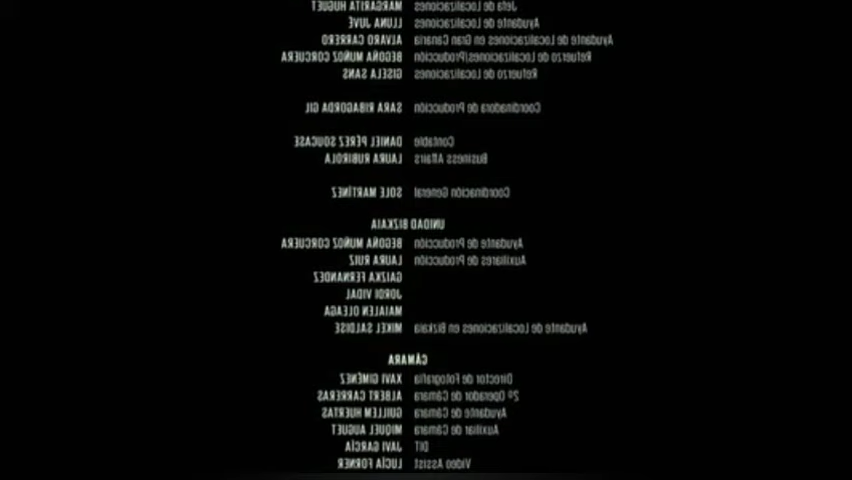 Jefa de Localizaciones MARGARITA HUGUET
Ayudante de Localizaciones LLUNA JUVÉ
Ayudante de Localizaciones en Gran Canaria ALVARO CARRERO
Refuerzo de Localizaciones/Producción BEGOÑA MUÑOZ CORCUERA
Refuerzo de Localizaciones GISELA SANS
Coordinadora de Producción SARA RIBAGORDA GIL
Contable DANIEL PÉREZ SOUCASE
Business Affairs LAURA RUBIROLA
Coordinación General SOLE MARTÍNEZ
UNIDAD BIZKAIA
Ayudante de Producción BEGOÑA MUÑOZ CORCUERA
Auxiliares de Producción LAURA RUIZ
GAIZKA FERNANDEZ
JORDI VIDAL
MAIALEN OLEAGA
Ayudante de Localizaciones en Bizkaia MIKEL SALDISE
CÁMARA
Director de Fotografía XAVI GIMÉNEZ
2º Operador de Cámara ALBERT CARRERAS
Ayudante de Cámara GUILLEM HUERTAS
Auxiliar de Cámara MIQUEL AUGUET
DIT JAVI GARCÍA
Video Assist LUCÍA FORNER